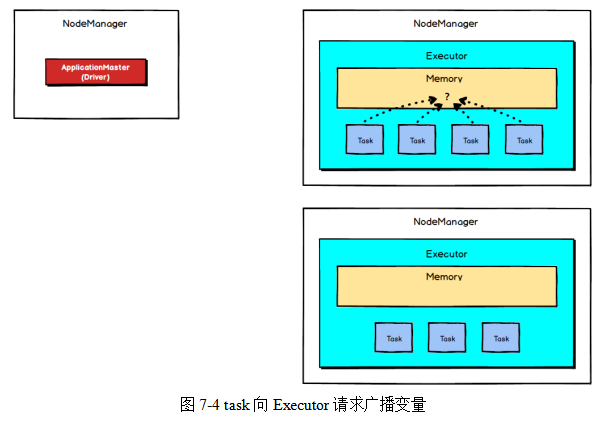 NodeManager
ApplicationMaster
(Driver)
NodeManager
Executor
Memory
?
Task
Task
Task
Task
NodeManager
Executor
Memory
Task
Task
Task
图 7-4 task 向 Executor 请求广播变量